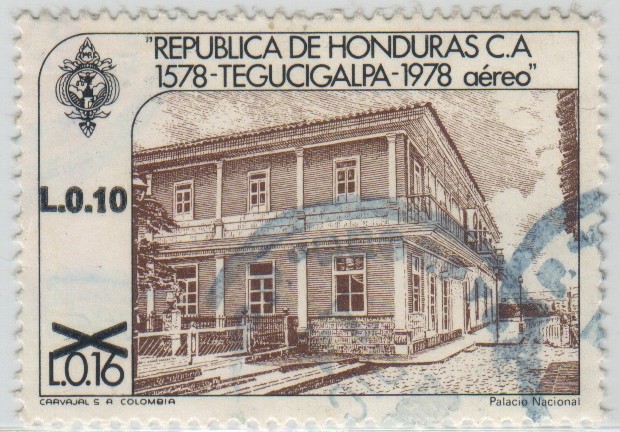 "REPUBLICA DE HONDURAS C.A
1578-TEGUCIGALPA-1978 aéreo"
L.0.10
L.0.16
CARVAJAL S A COLOMBIA
Palacio Nacional